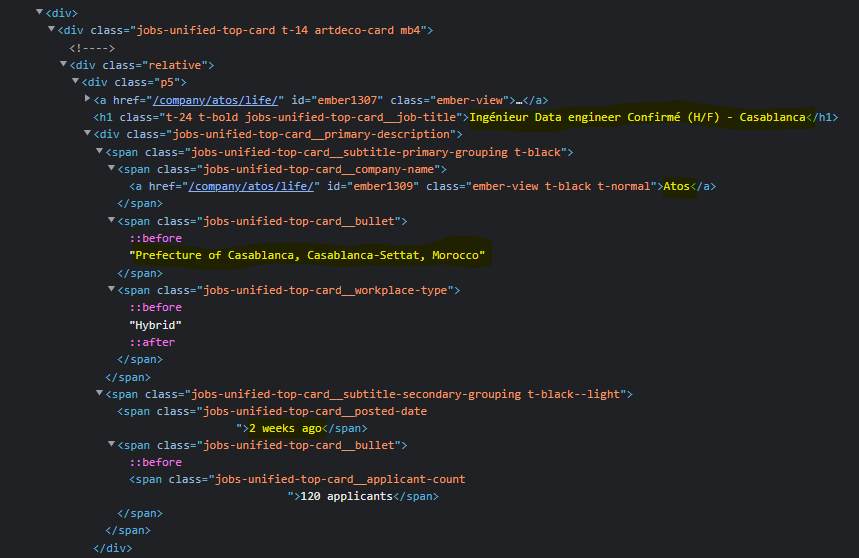 <div>
<div class="jobs-unified-top-card t-14 artdeco-card mb4">
<!---->
<div class="relative">
<div class="p5">
<a href="/company/atos/life/" id="ember1307" class="ember-view">…</a>
<h1 class="t-24 t-bold jobs-unified-top-card__job-title">Ingénieur Data engineer Confirmé (H/F) - Casablanca</h1>
<div class="jobs-unified-top-card__primary-description">
<span class="jobs-unified-top-card__subtitle-primary-grouping t-black">
<span class="jobs-unified-top-card__company-name">
<a href="/company/atos/life/" id="ember1309" class="ember-view t-black t-normal">Atos</a>
</span>
<span class="jobs-unified-top-card__bullet">
::before
"Prefecture of Casablanca, Casablanca-Settat, Morocco"
</span>
<span class="jobs-unified-top-card__workplace-type">
::before
"Hybrid"
::after
</span>
</span>
<span class="jobs-unified-top-card__subtitle-secondary-grouping t-black--light">
<span class="jobs-unified-top-card__posted-date
">2 weeks ago</span>
<span class="jobs-unified-top-card__bullet">
::before
<span class="jobs-unified-top-card__applicant-count
">120 applicants</span>
</span>
</span>
</div>